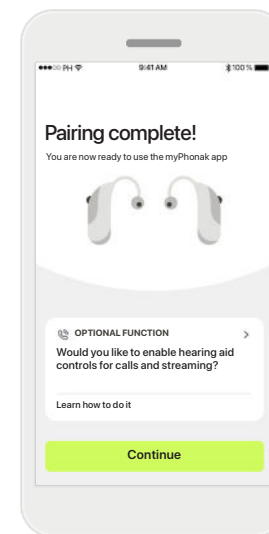 ●●●○○ PH 9:41 AM 100 %
Pairing complete!
You are now ready to use the myPhonak app
OPTIONAL FUNCTION
Would you like to enable hearing aid
controls for calls and streaming?
Learn how to do it
Continue